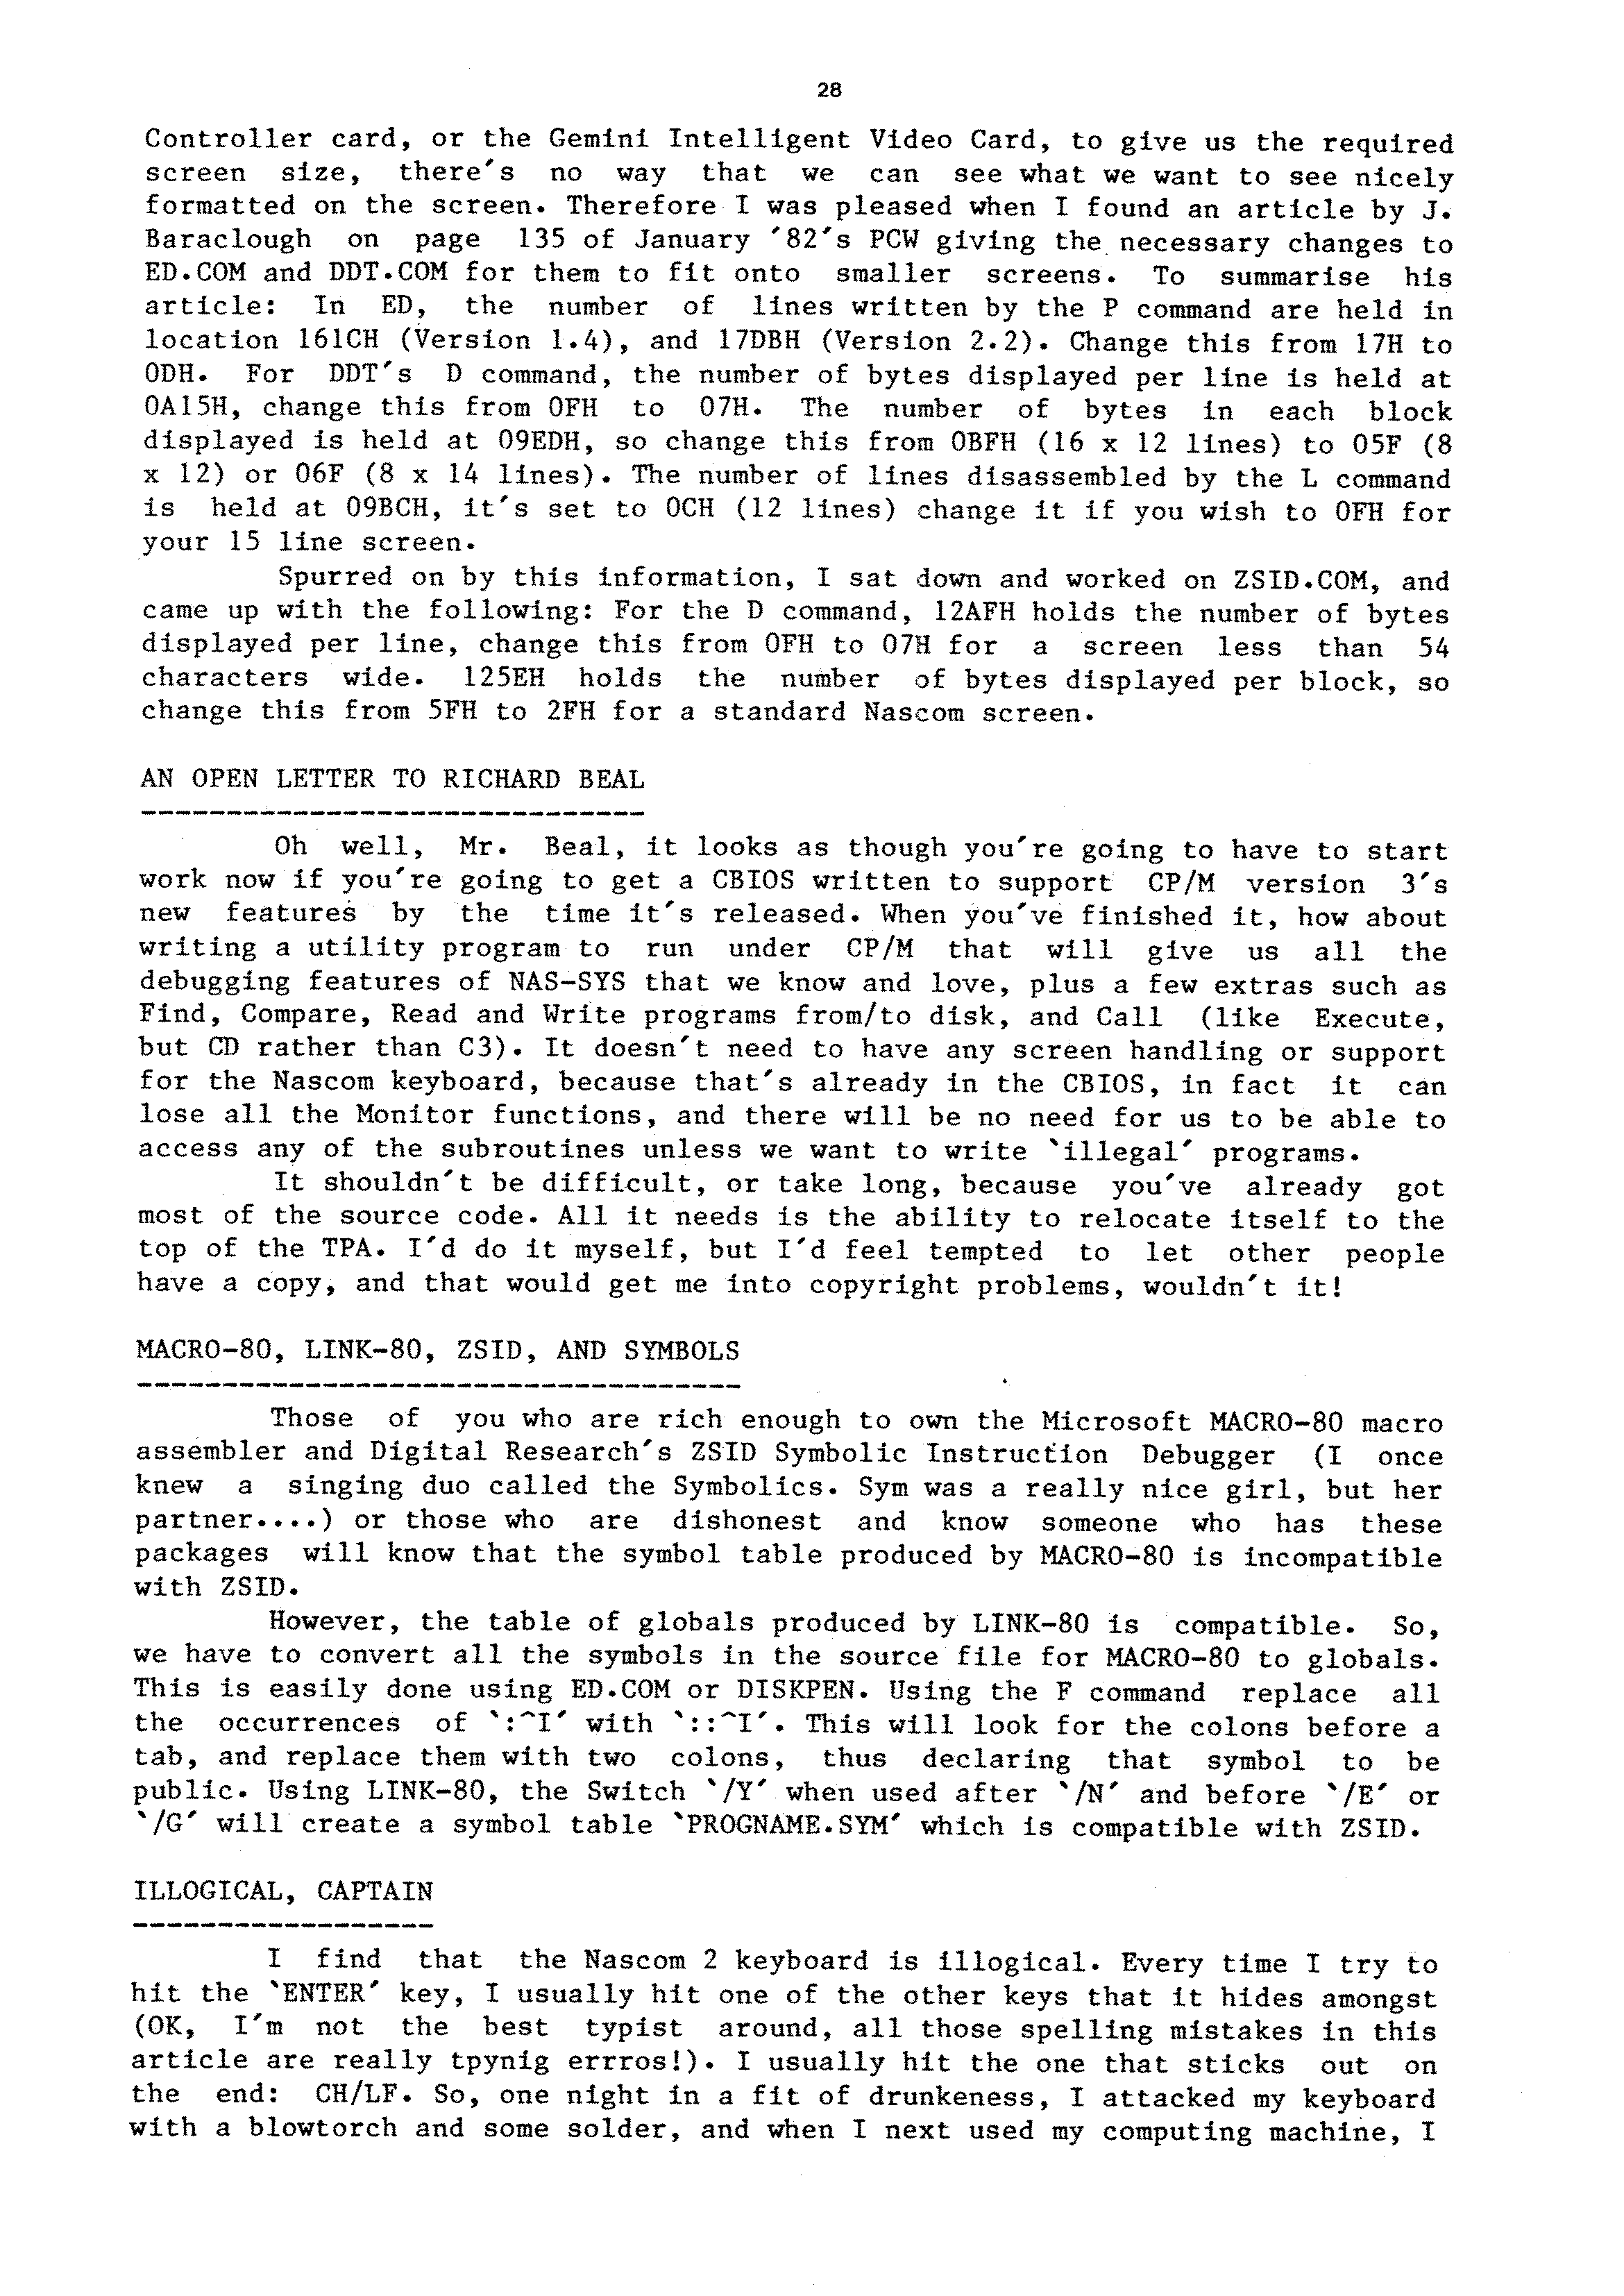 28
Controller card, or the Gemini Intelligent Video Card, to give us the required
screen size, there's no way that we can see what we want to see nicely
formatted on the screen. Therefore I was pleased when I found an article by J.
Baraclough on page 135 of January '82's PCW giving the necessary changes to
ED.COM and DDT.COM for them to fit onto smaller screens. To summarise his
article: In ED, the number of lines written by the P command are held in
location 161CH (Version 1.4), and 17DBH (Version 2.2). Change this from 17H to
0DH. For DDT's D command, the number of bytes displayed per line is held at
0A15H, change this from 0FH to 07H. The number of bytes in each block
displayed is held at 09EDH, so change this from 0BFH (16 x 12 lines) to 05F (8
x 12) or 06F (8 x 14 lines). The number of lines disassembled by the L command
is held at 09BCH, it's set to 0CH (12 lines) change it if you wish to 0FH for
your 15 line screen.
Spurred on by this information, I sat down and worked on ZSID.COM, and
came up with the following: For the D command, 12AFH holds the number of bytes
displayed per line, change this from 0FH to 07H for a screen less than 54
characters wide. 125EH holds the number of bytes displayed per block, so
change this from 5FH to 2FH for a standard Nascom screen.
AN OPEN LETTER TO RICHARD BEAL
------------------------------
Oh well, Mr. Beal, it looks as though you're going to have to start
work now if you're going to get a CBIOS written to support CP/M version 3's
new features by the time it's released. When you've finished it, how about
writing a utility program to run under CP/M that will give us all the
debugging features of NAS-SYS that we know and love, plus a few extras such as
Find, Compare, Read and Write programs from/to disk, and Call (like Execute,
but CD rather than C3). It doesn't need to have any screen handling or support
for the Nascom keyboard, because that's already in the CBIOS, in fact it can
lose all the Monitor functions, and there will be no need for us to be able to
access any of the subroutines unless we want to write `illegal' programs.
It shouldn't be difficult, or take long, because you've already got
most of the source code. All it needs is the ability to relocate itself to the
top of the TPA. I'd do it myself, but I'd feel tempted to let other people
have a copy, and that would get me into copyright problems, wouldn't it!
MACRO-80, LINK-80, ZSID, AND SYMBOLS
------------------------------------
Those of you who are rich enough to own the Microsoft MACRO-80 macro
assembler and Digital Research's ZSID Symbolic Instruction Debugger (I once
knew a singing duo called the Symbolics. Sym was a really nice girl, but her
partner....) or those who are dishonest and know someone who has these
packages will know that the symbol table produced by MACRO-80 is incompatible
with ZSID.
However, the table of globals produced by LINK-80 is compatible. So,
we have to convert all the symbols in the source file for MACRO-80 to globals.
This is easily done using ED.COM or DISKPEN. Using the F command replace all
the occurrences of `:^I' with `::^I'. This will look for the colons before a
tab, and replace them with two colons, thus declaring that symbol to be
public. Using LINK-80, the Switch `/Y' when used after `/N' and before `/E' or
`/G' will create a symbol table `PROGNAME.SYM' which is compatible with ZSID.
ILLOGICAL, CAPTAIN
------------------
I find that the Nascom 2 keyboard is illogical. Every time I try to
hit the `ENTER' key, I usually hit one of the other keys that it hides amongst
(OK, I'm not the best typist around, all those spelling mistakes in this
article are really tpynig errros!). I usually hit the one that sticks out on
the end: CH/LF. So, one night in a fit of drunkeness, I attacked my keyboard
with a blowtorch and some solder, and when I next used my computing machine, I